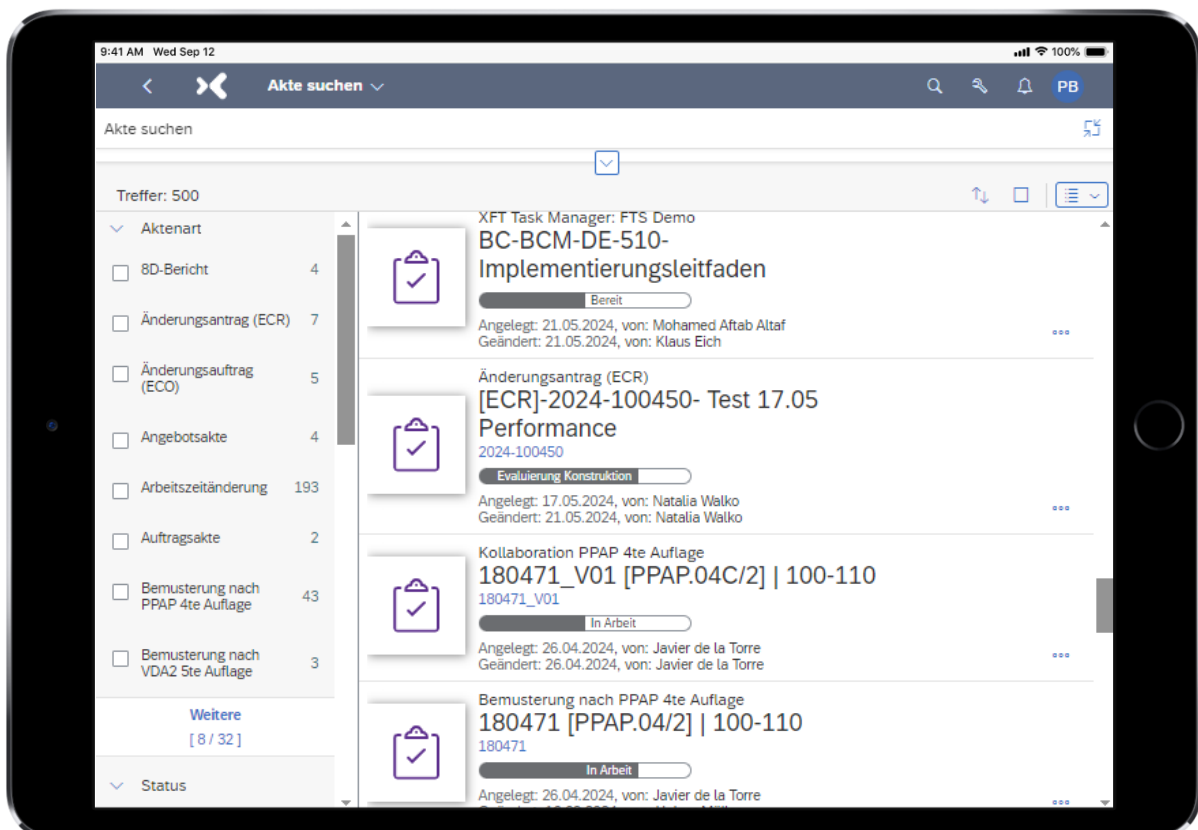 9:41 AM Wed Sep 12
100%
Akte suchen
PB
Akte suchen
Treffer: 500
Aktenart
8D-Bericht 4
Änderungsantrag (ECR) 7
Änderungsauftrag
(ECO) 5
Angebotsakte 4
Arbeitszeitänderung 193
Auftragsakte 2
Bemusterung nach
PPAP 4te Auflage 43
Bemusterung nach
VDA2 5te Auflage 3
Weitere
[ 8 / 32 ]
Status
XFT Task Manager: FTS Demo
BC-BCM-DE-510-
Implementierungsleitfaden
Bereit
Angelegt: 21.05.2024, von: Mohamed Aftab Altaf
Geändert: 21.05.2024, von: Klaus Eich
Änderungsantrag (ECR)
[ECR]-2024-100450- Test 17.05
Performance
2024-100450
Evaluierung Konstruktion
Angelegt: 17.05.2024, von: Natalia Walko
Geändert: 21.05.2024, von: Natalia Walko
Kollaboration PPAP 4te Auflage
180471_V01 [PPAP.04C/2] | 100-110
180471_V01
In Arbeit
Angelegt: 26.04.2024, von: Javier de la Torre
Geändert: 26.04.2024, von: Javier de la Torre
Bemusterung nach PPAP 4te Auflage
180471 [PPAP.04/2] | 100-110
180471
In Arbeit
Angelegt: 26.04.2024, von: Javier de la Torre